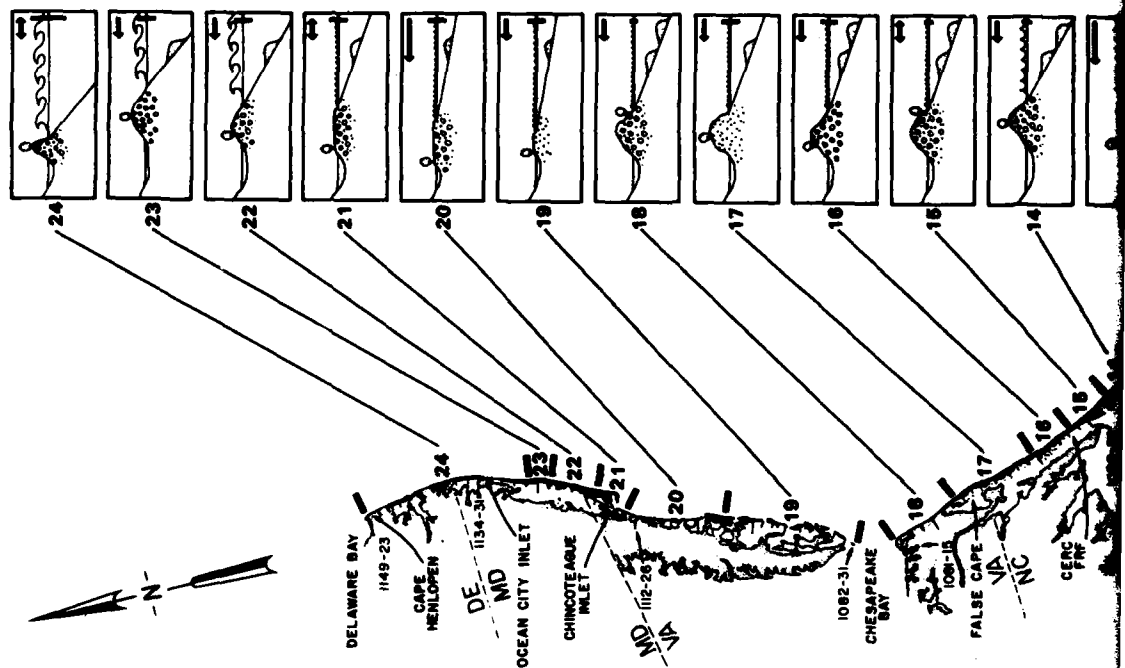 24
23
22
21
20
19
18
17
16
15
14
N
DELAWARE BAY
1149-23
CAPE
HENLOPEN
DE
MD
1134-31
OCEAN CITY INLET
CHINCOTEAGUE
INLET
MD
VA
1112-26
1082-31
CHESAPEAKE
BAY
1081-15
FALSE CAPE
VA
NC
CERC
FRF
24
23
22
21
20
19
18
17
16
15